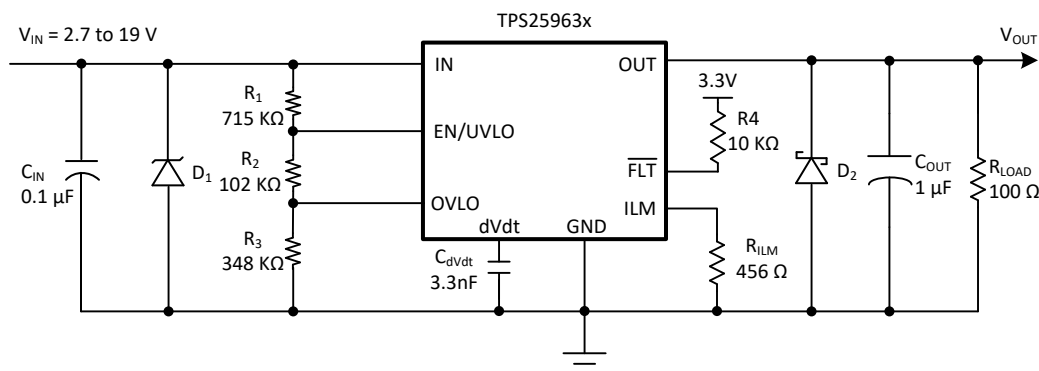 TPS25963x
V_IN = 2.7 to 19 V
V_OUT
IN
OUT
3.3V
R_1
715 KΩ
R4
10 KΩ
EN/UVLO
R_2
102 KΩ
C_IN
0.1 µF
D_1
FLT
D_2
C_OUT
1 µF
R_LOAD
100 Ω
OVLO
ILM
dVdt
GND
R_3
348 KΩ
C_dVdt
3.3nF
R_ILM
456 Ω